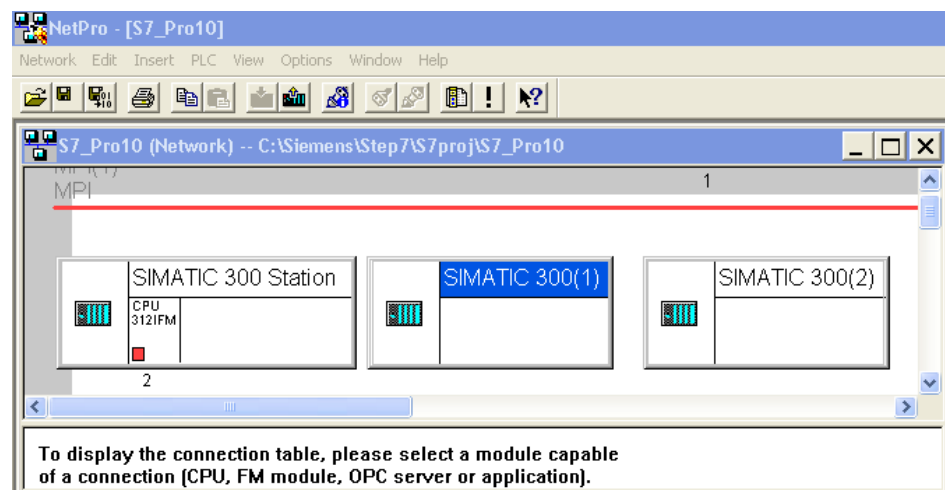 NetPro - [S7_Pro10]
Network Edit Insert PLC View Options Window Help
S7_Pro10 (Network) -- C:\Siemens\Step7\S7proj\S7_Pro10
MPI(1)
MPI
1
SIMATIC 300 Station
SIMATIC 300(1)
SIMATIC 300(2)
CPU
312IFM
2
To display the connection table, please select a module capable
of a connection (CPU, FM module, OPC server or application).